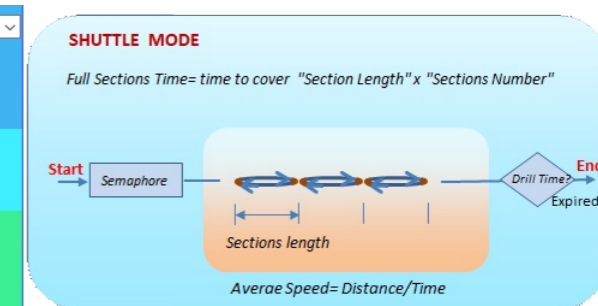 SHUTTLE MODE
Full Sections Time= time to cover "Section Length" x "Sections Number"
Start
Semaphore
Drill Time?
End
Expired
Sections length
Averae Speed= Distance/Time